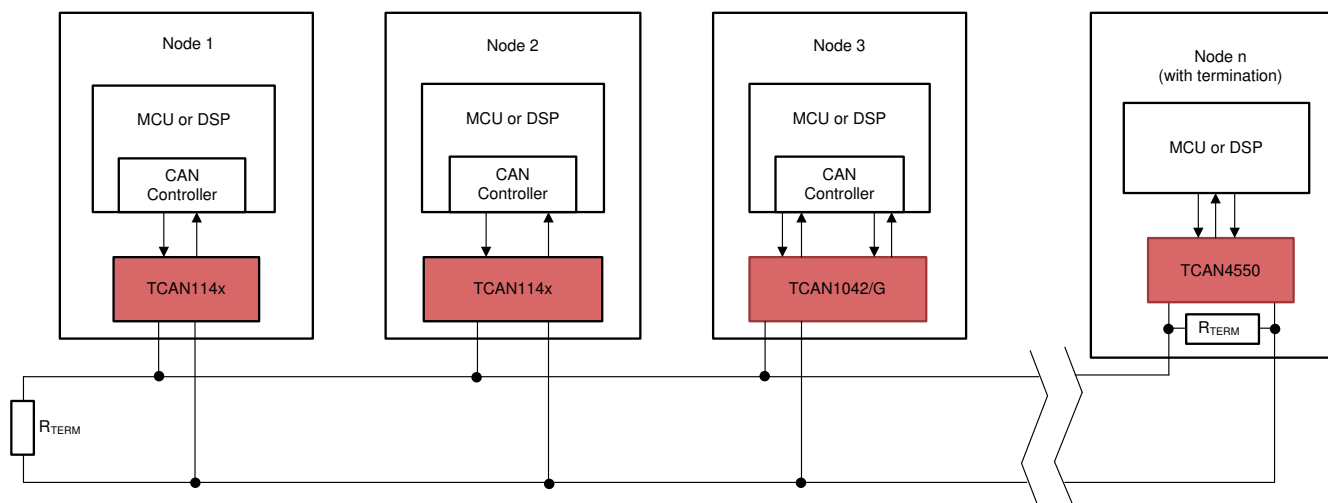 Node 1
MCU or DSP
CAN
Controller
TCAN114x
Node 2
MCU or DSP
CAN
Controller
TCAN114x
Node 3
MCU or DSP
CAN
Controller
TCAN1042/G
Node n
(with termination)
MCU or DSP
TCAN4550
RTERM
RTERM